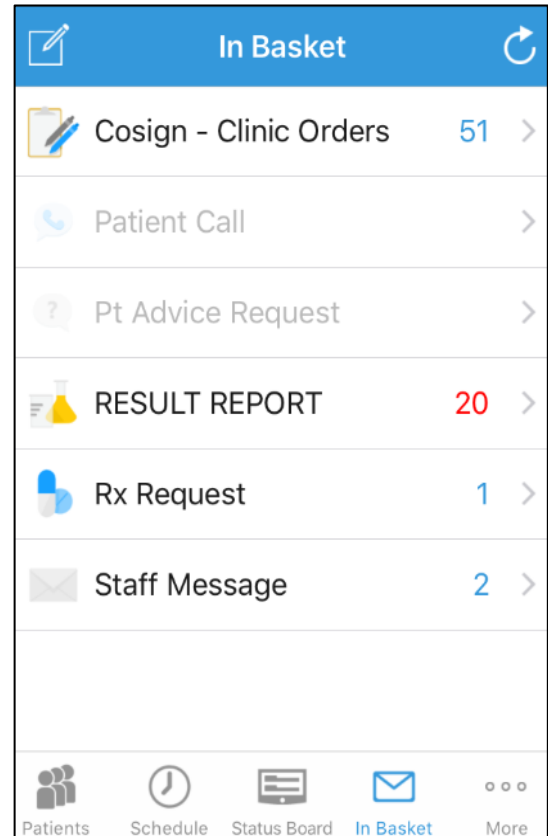 In Basket
Cosign - Clinic Orders 51
Patient Call
? Pt Advice Request
RESULT REPORT 20
Rx Request 1
Staff Message 2
Patients Schedule Status Board In Basket More